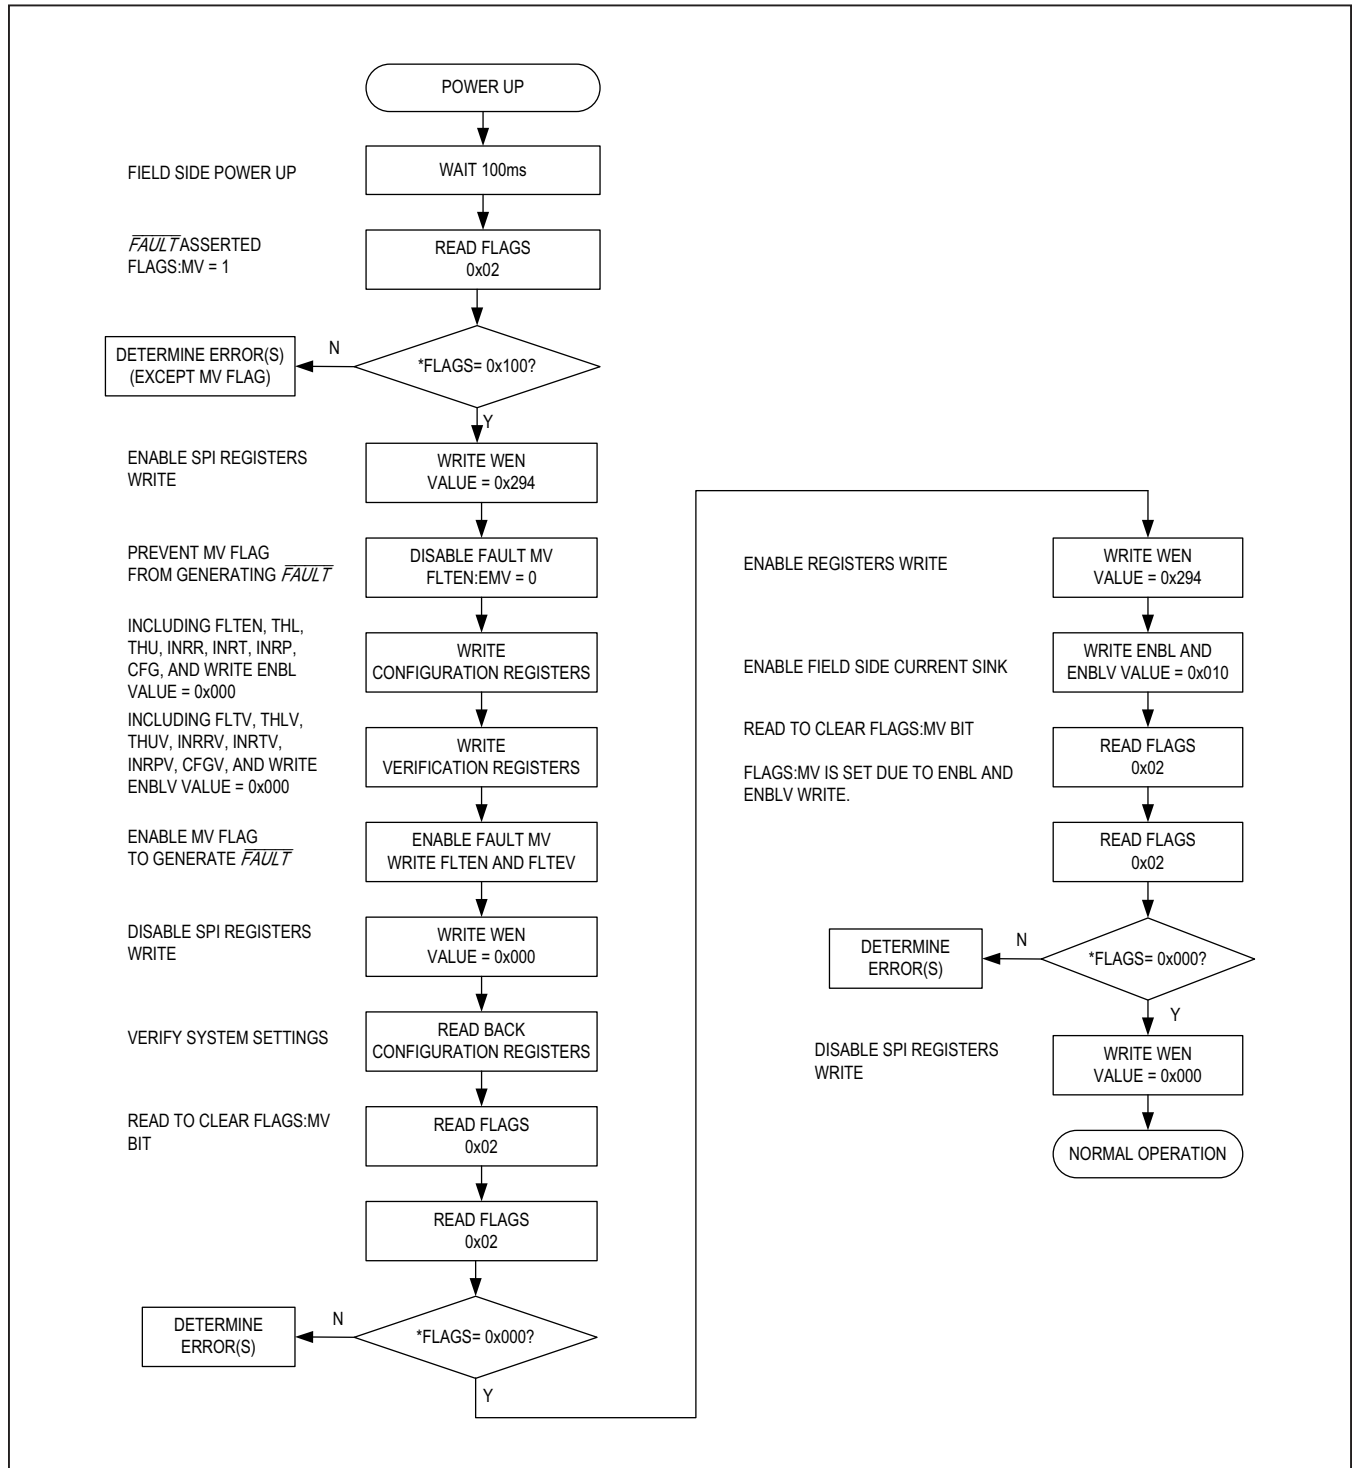 POWER UP
FIELD SIDE POWER UP
WAIT 100ms
FAULT ASSERTED
FLAGS:MV = 1
READ FLAGS
0x02
DETERMINE ERROR(S)
(EXCEPT MV FLAG)
N
*FLAGS= 0x100?
Y
ENABLE SPI REGISTERS
WRITE
WRITE WEN
VALUE = 0x294
PREVENT MV FLAG
FROM GENERATING FAULT
DISABLE FAULT MV
FLTEN:EMV = 0
INCLUDING FLTEN, THL,
THU, INRR, INRT, INRP,
CFG, AND WRITE ENBL
VALUE = 0x000
WRITE
CONFIGURATION REGISTERS
INCLUDING FLTV, THLV,
THUV, INRRV, INRTV,
INRPV, CFGV, AND WRITE
ENBLV VALUE = 0x000
WRITE
VERIFICATION REGISTERS
ENABLE MV FLAG
TO GENERATE FAULT
ENABLE FAULT MV
WRITE FLTEN AND FLTEV
DISABLE SPI REGISTERS
WRITE
WRITE WEN
VALUE = 0x000
VERIFY SYSTEM SETTINGS
READ BACK
CONFIGURATION REGISTERS
READ TO CLEAR FLAGS:MV
BIT
READ FLAGS
0x02
READ FLAGS
0x02
DETERMINE
ERROR(S)
N
*FLAGS= 0x000?
Y
ENABLE REGISTERS WRITE
WRITE WEN
VALUE = 0x294
ENABLE FIELD SIDE CURRENT SINK
WRITE ENBL AND
ENBLV VALUE = 0x010
READ TO CLEAR FLAGS:MV BIT
FLAGS:MV IS SET DUE TO ENBL AND
ENBLV WRITE.
READ FLAGS
0x02
READ FLAGS
0x02
DETERMINE
ERROR(S)
N
*FLAGS= 0x000?
Y
DISABLE SPI REGISTERS
WRITE
WRITE WEN
VALUE = 0x000
NORMAL OPERATION